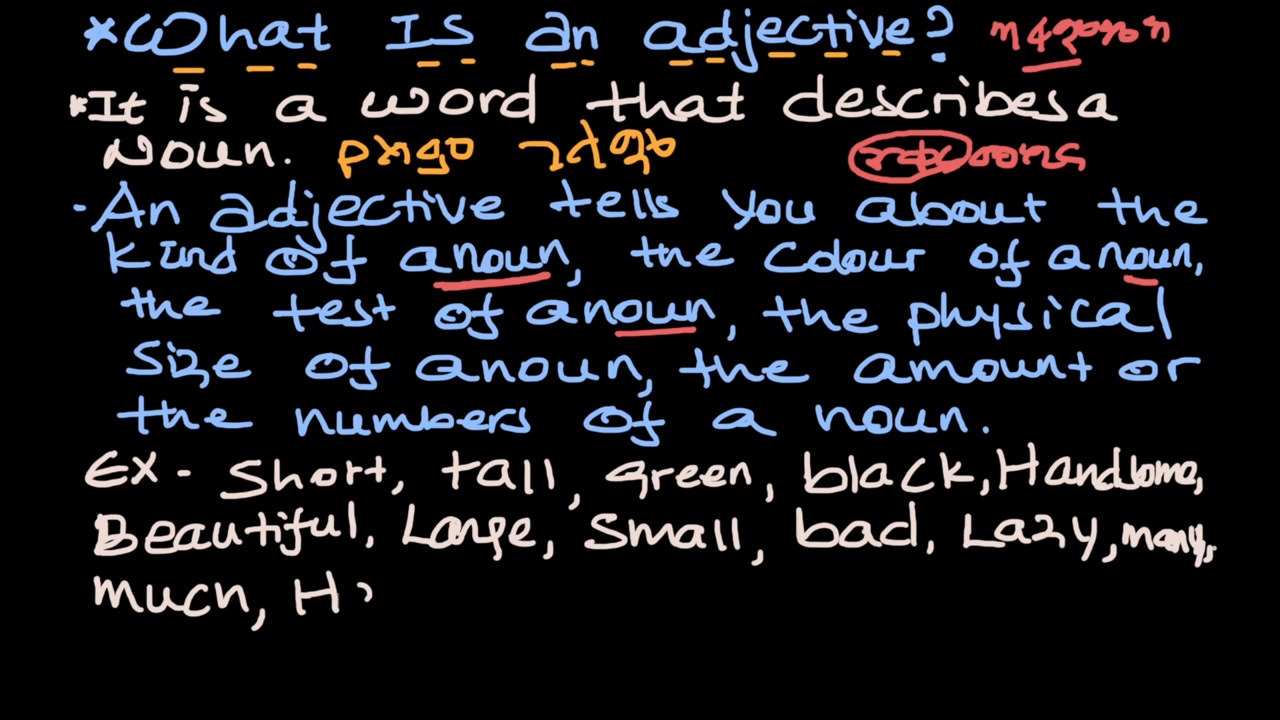 *What Is an adjective?
*It is a word that describes a
Noun.
· An adjective tells you about the
kind of a noun, the colour of a noun,
the test of a noun, the physical
size of a noun, the amount or
the numbers of a noun.
EX - Short, tall, green, black, Handsome,
Beautiful, Large, Small, bad, Lazy, many,
much, H